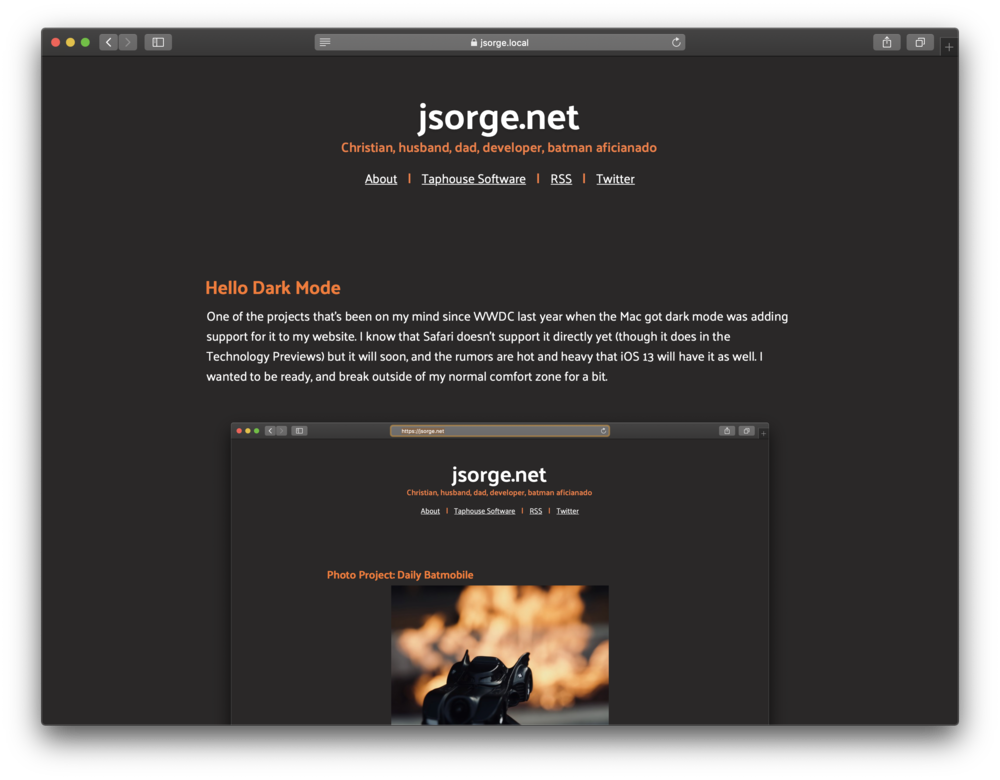 jsorge.local
jsorge.net
Christian, husband, dad, developer, batman aficianado
About | Taphouse Software | RSS | Twitter
Hello Dark Mode
One of the projects that's been on my mind since WWDC last year when the Mac got dark mode was adding
support for it to my website. I know that Safari doesn't support it directly yet (though it does in the
Technology Previews) but it will soon, and the rumors are hot and heavy that iOS 13 will have it as well. I
wanted to be ready, and break outside of my normal comfort zone for a bit.
https://jsorge.net
jsorge.net
Christian, husband, dad, developer, batman aficianado
About | Taphouse Software | RSS | Twitter
Photo Project: Daily Batmobile